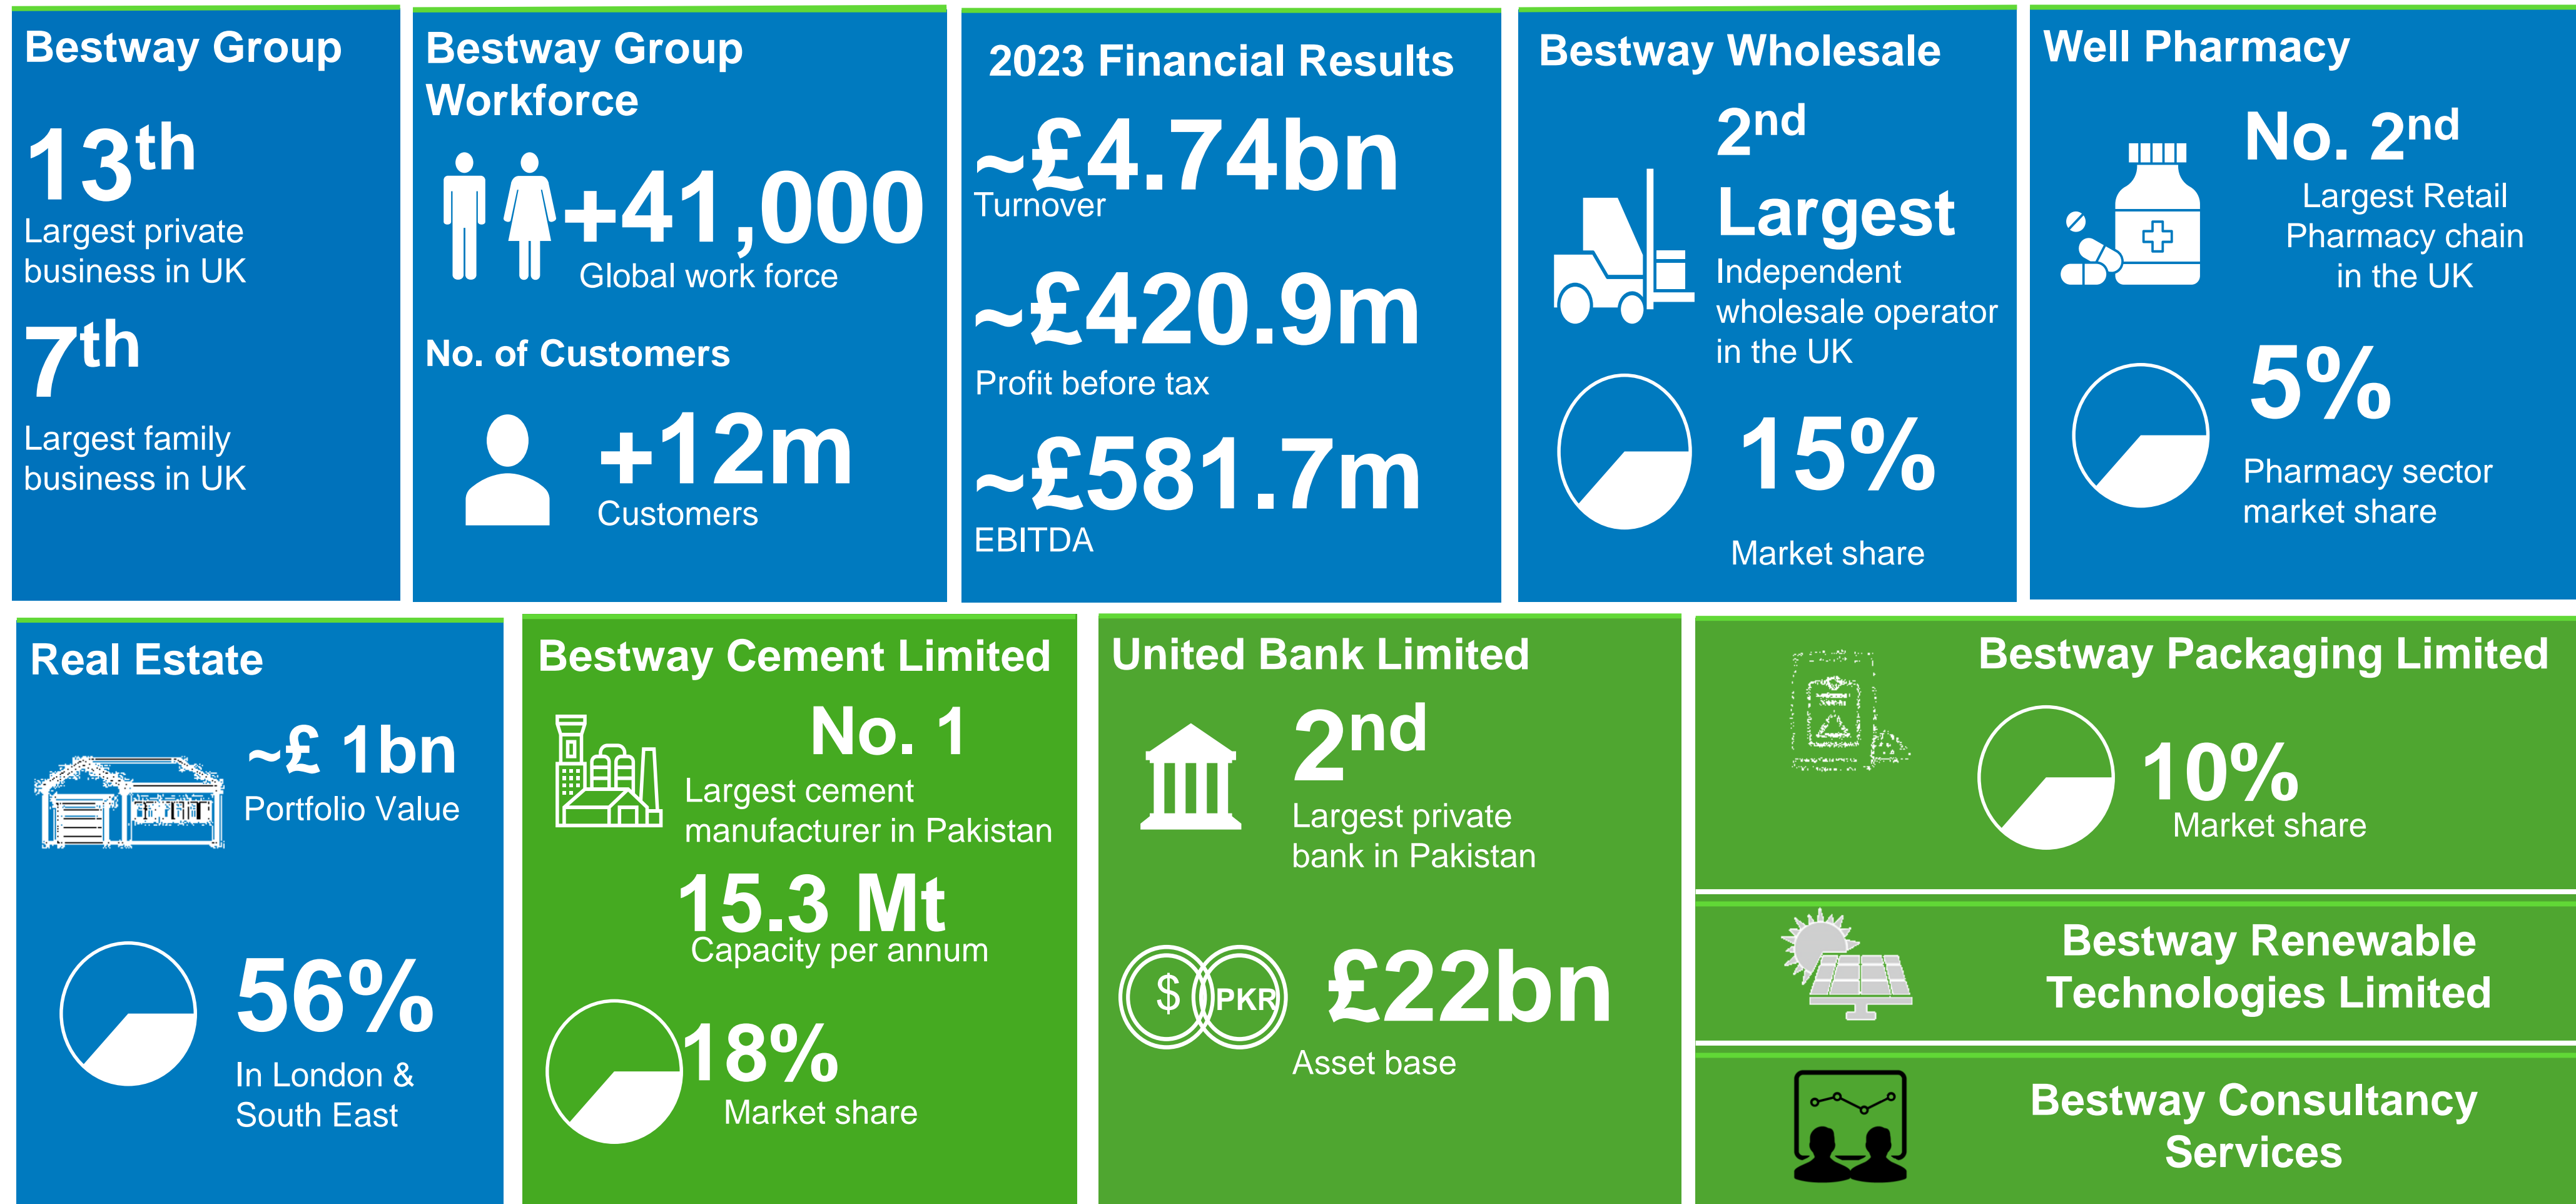 Bestway Group
13th
Largest private
business in UK
7th
Largest family
business in UK
Bestway Group
Workforce
+41,000
Global work force
No. of Customers
+12m
Customers
2023 Financial Results
~£4.74bn
Turnover
~£420.9m
Profit before tax
~£581.7m
EBITDA
Bestway Wholesale
2nd
Largest
Independent
wholesale operator
in the UK
15%
Market share
Well Pharmacy
No. 2nd
Largest Retail
Pharmacy chain
in the UK
5%
Pharmacy sector
market share
Real Estate
~£ 1bn
Portfolio Value
56%
In London &
South East
Bestway Cement Limited
No. 1
Largest cement
manufacturer in Pakistan
15.3 Mt
Capacity per annum
18%
Market share
United Bank Limited
2nd
Largest private
bank in Pakistan
$ PKR
£22bn
Asset base
Bestway Packaging Limited
10%
Market share
Bestway Renewable
Technologies Limited
Bestway Consultancy
Services